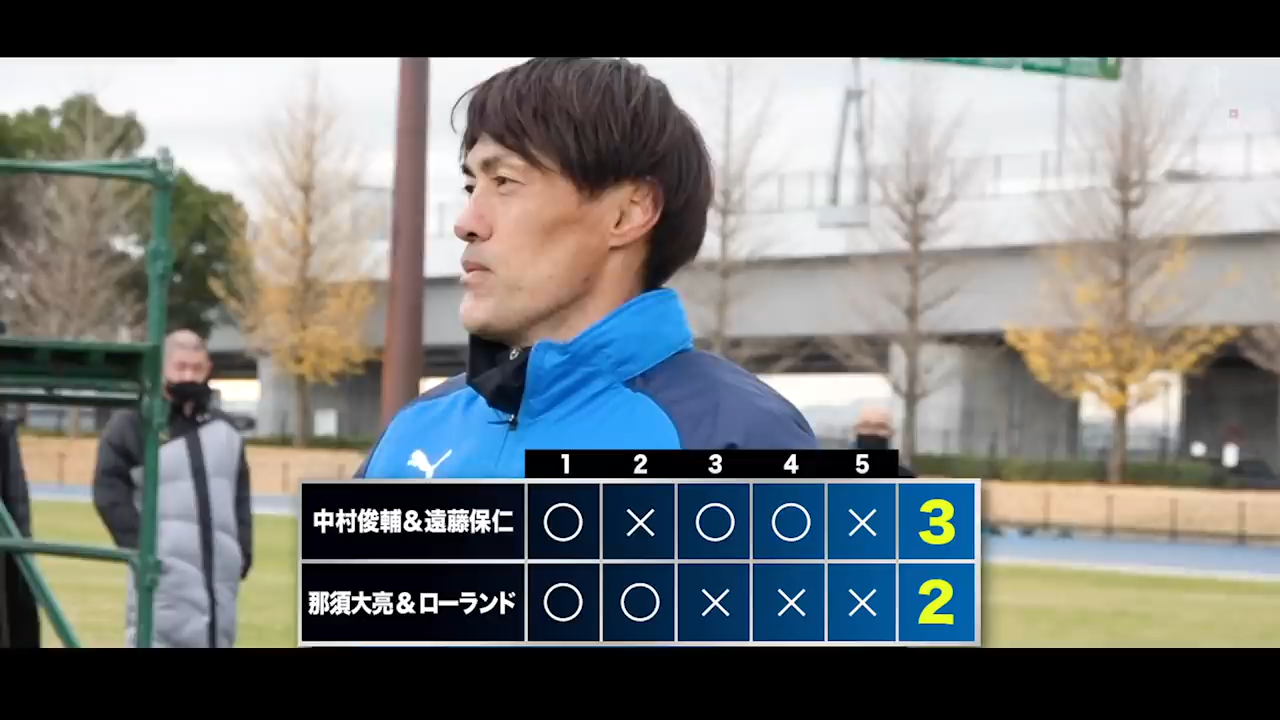 1 2 3 4 5
中村俊輔&遠藤保仁 ○ × ○ ○ × 3
那須大亮&ローランド ○ ○ × × × 2